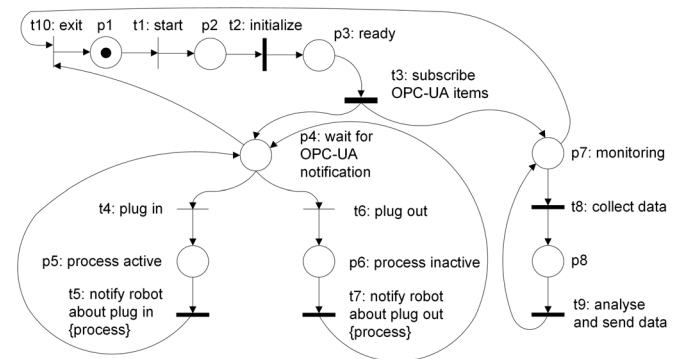 t10: exit
p1
t1: start
p2
t2: initialize
p3: ready
t3: subscribe
OPC-UA items
p4: wait for
OPC-UA
notification
p7: monitoring
t4: plug in
t6: plug out
t8: collect data
p5: process active
p6: process inactive
p8
t5: notify robot
about plug in
{process}
t7: notify robot
about plug out
{process}
t9: analyse
and send data